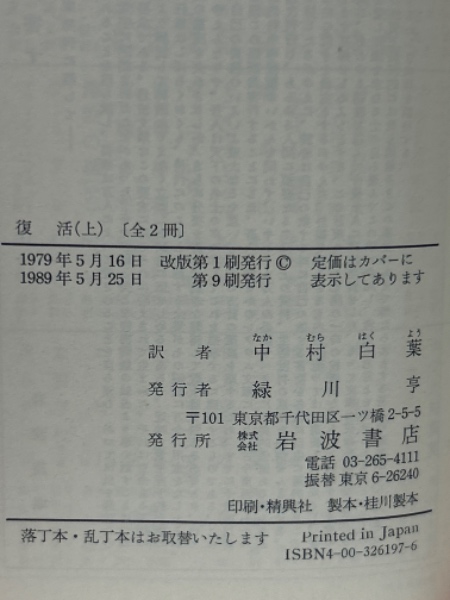 復　活(上)〔全2冊〕
1979年5月16日　改版第1刷発行©　定価はカバーに
1989年5月25日　第9刷発行　表示してあります
なか　むら　はく　よう
訳　者　中　村　白　葉
発行者　緑　川　亨
〒101 東京都千代田区一ツ橋2-5-5
発行所　株式会社　岩波書店
電話 03-265-4111
振替 東京 6-26240
印刷・精興社　製本・桂川製本
落丁本・乱丁本はお取替いたします　Printed in Japan
ISBN4-00-326197-6